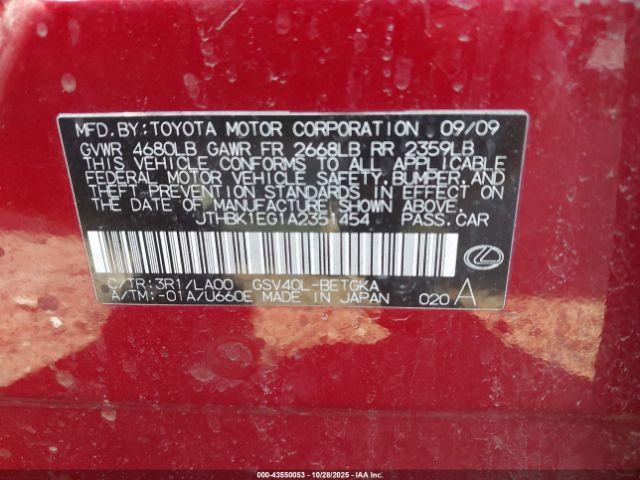 MFD.BY:TOYOTA MOTOR CORPORATION 09/09
GVWR 4680LB GAWR FR 2668LB RR 2359LB
THIS VEHICLE CONFORMS TO ALL APPLICABLE
FEDERAL MOTOR VEHICLE SAFETY,BUMPER, AND
THEFT PREVENTION STANDARDS IN EFFECT ON
THE DATE OF MANUFACTURE SHOWN ABOVE.
JTHBK1EG1A2351454 PASS.CAR
C/TR:3R1/LA00 GSV40L-BETGKA
A/TM:-01A/U660E MADE IN JAPAN 020 A
000-43550053 | 10/28/2025 | IAA Inc.